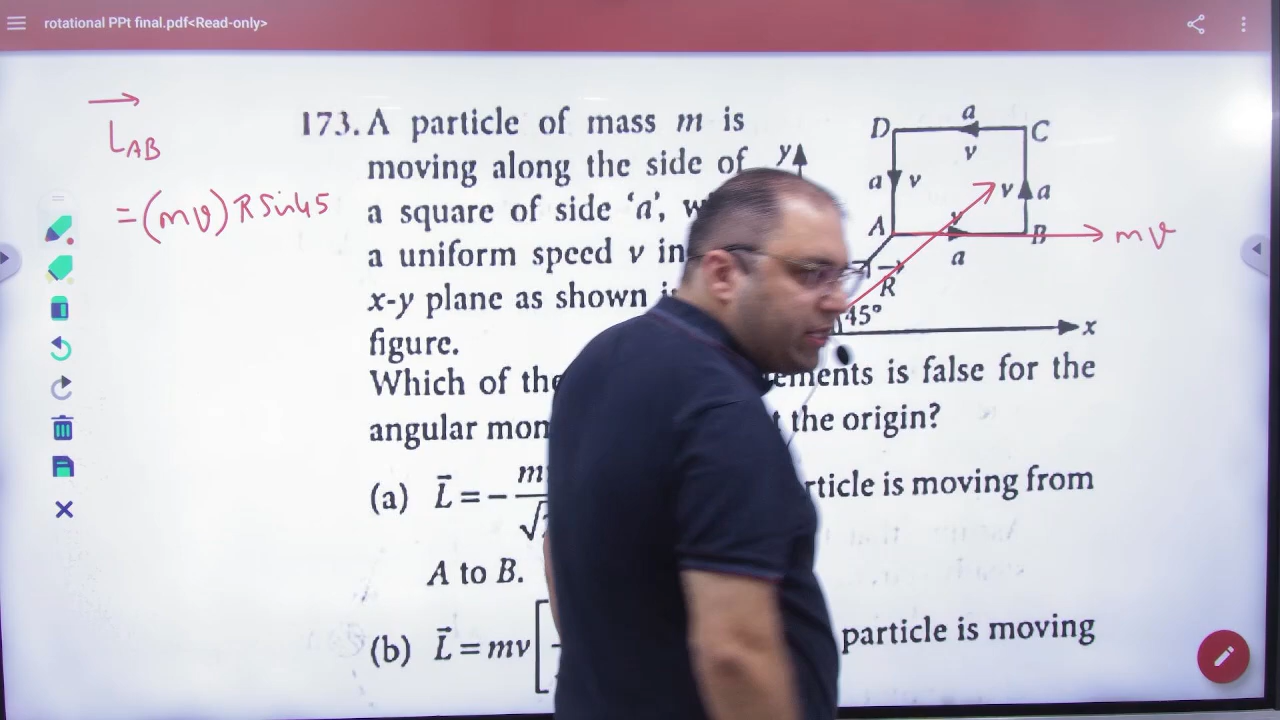 rotational PPt final.pdf<Read-only>
L AB
= (mv) R Sin45
173. A particle of mass m is
moving along the side of
a square of side ‘a’,
a uniform speed v in
x-y plane as shown
figure.
Which of the ements is false for the
angular mon the origin?
(a) L⃗ = – m rticle is moving from
√
A to B.
(b) L⃗ = mv [ particle is moving
y
D a C
v
a v v a
A v B mv
a
R⃗
45°
x